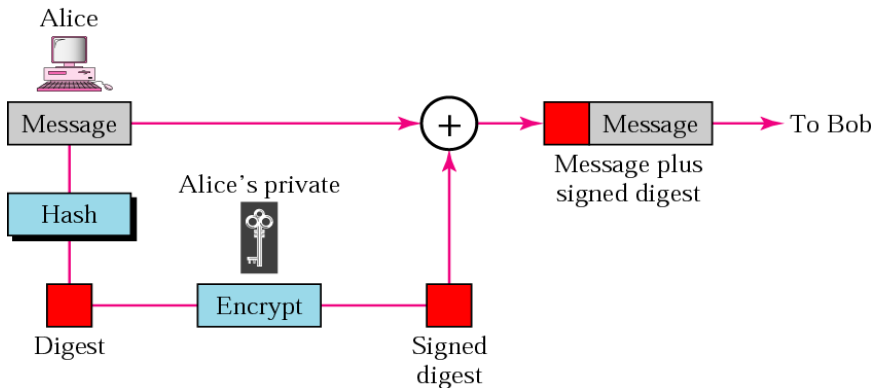 Alice
Message
+
Message
To Bob
Message plus
signed digest
Alice's private
Hash
Encrypt
Digest
Signed
digest